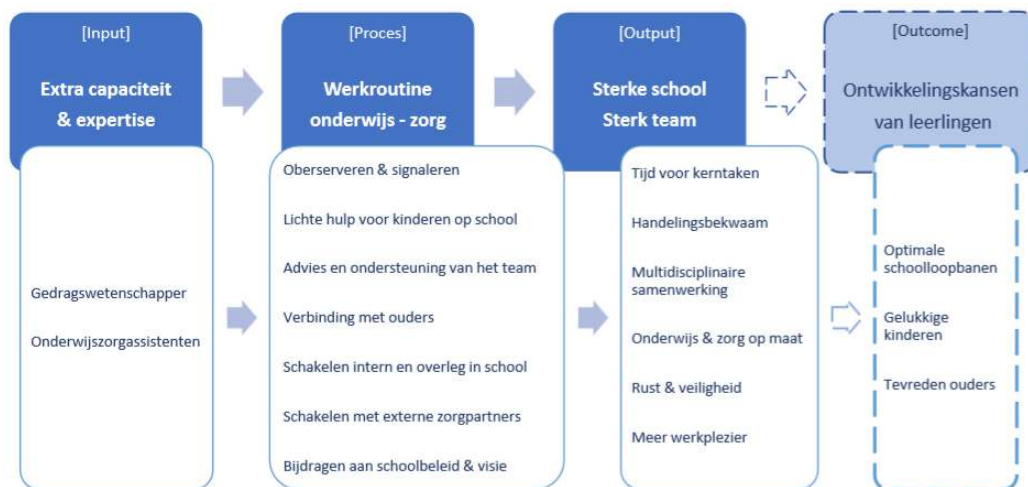 [Input]
Extra capaciteit
& expertise
Gedragswetenschapper
Onderwijszorgassistenten
[Proces]
Werkroutine
onderwijs - zorg
Oberserveren & signaleren
Lichte hulp voor kinderen op school
Advies en ondersteuning van het team
Verbinding met ouders
Schakelen intern en overleg in school
Schakelen met externe zorgpartners
Bijdragen aan schoolbeleid & visie
[Output]
Sterke school
Sterk team
Tijd voor kerntaken
Handelingsbekwaam
Multidisciplinaire
samenwerking
Onderwijs & zorg op maat
Rust & veiligheid
Meer werkplezier
[Outcome]
Ontwikkelingskansen
van leerlingen
Optimale
schoolloopbanen
Gelukkige
kinderen
Tevreden ouders